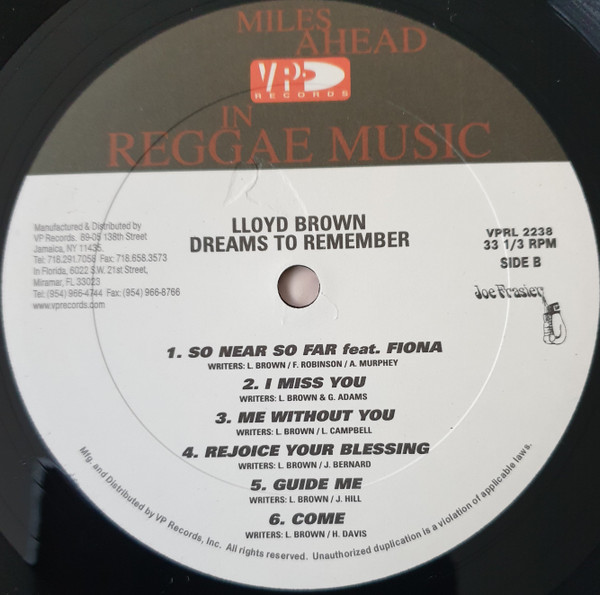 MILES
AHEAD
VP
RECORDS
IN
REGGAE MUSIC
LLOYD BROWN
DREAMS TO REMEMBER
Manufactured & Distributed by
VP Records, 89-05 138th Street
Jamaica, NY 11435,
Tel: 718.291.7058 Fax: 718.658.3573
In Florida, 6022 S.W. 21st Street,
Miramar, FL 33023
Tel: (954) 966-4744 Fax: (954) 966-8766
www.vprecords.com
VPRL 2238
33 1/3 RPM
SIDE B
Joe Frasier
1. SO NEAR SO FAR feat. FIONA
WRITERS: L. BROWN / F. ROBINSON / A. MURPHEY
2. I MISS YOU
WRITERS: L. BROWN & G. ADAMS
3. ME WITHOUT YOU
WRITERS: L. BROWN / L. CAMPBELL
4. REJOICE YOUR BLESSING
WRITERS: L. BROWN / J. BERNARD
5. GUIDE ME
WRITERS: L. BROWN / J. HILL
6. COME
WRITERS: L. BROWN / H. DAVIS
Mfg. and Distributed by VP Records, Inc. All rights reserved. Unauthorized duplication is a violation of applicable laws.